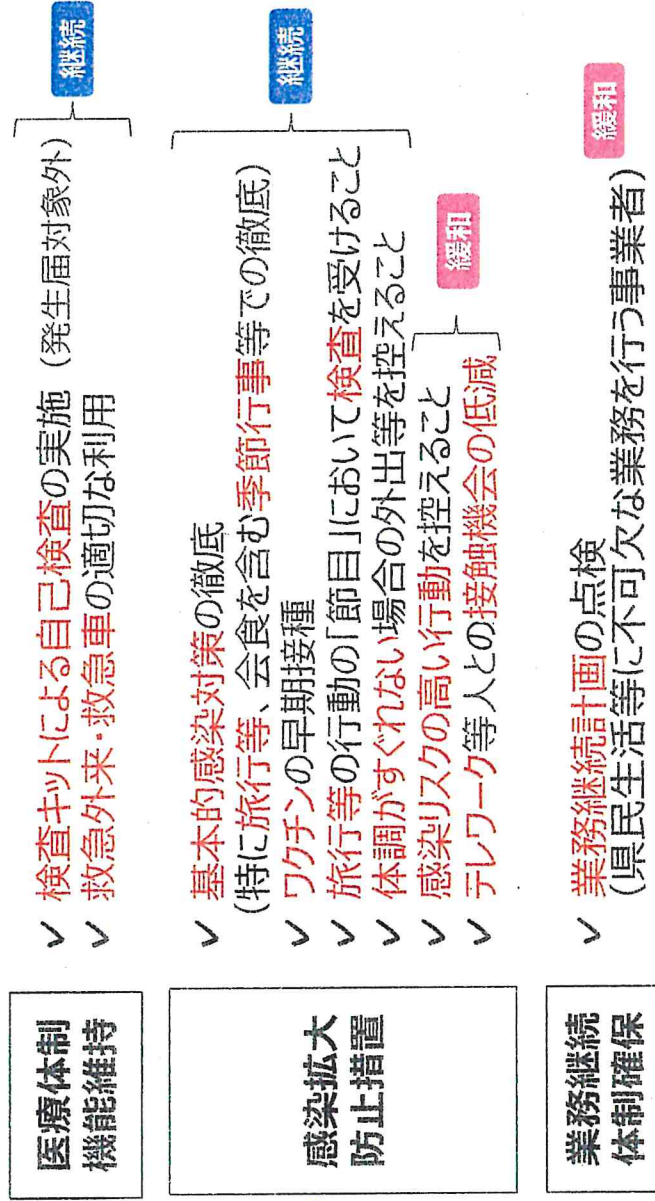 医療体制
機能維持
✓ 検査キットによる自己検査の実施（発生届対象外）
✓ 救急外来・救急車の適切な利用
継続
感染拡大
防止措置
✓ 基本的感染対策の徹底
(特に旅行等、会食を含む季節行事等での徹底)
✓ ワクチンの早期接種
✓ 旅行等の行動の「節目」において検査を受けること
✓ 体調がすぐれない場合の外出等を控えること
継続
✓ 感染リスクの高い行動を控えること
✓ テレワーク等人との接触機会の低減
緩和
業務継続
体制確保
✓ 業務継続計画の点検
(県民生活等に不可欠な業務を行う事業者)
緩和